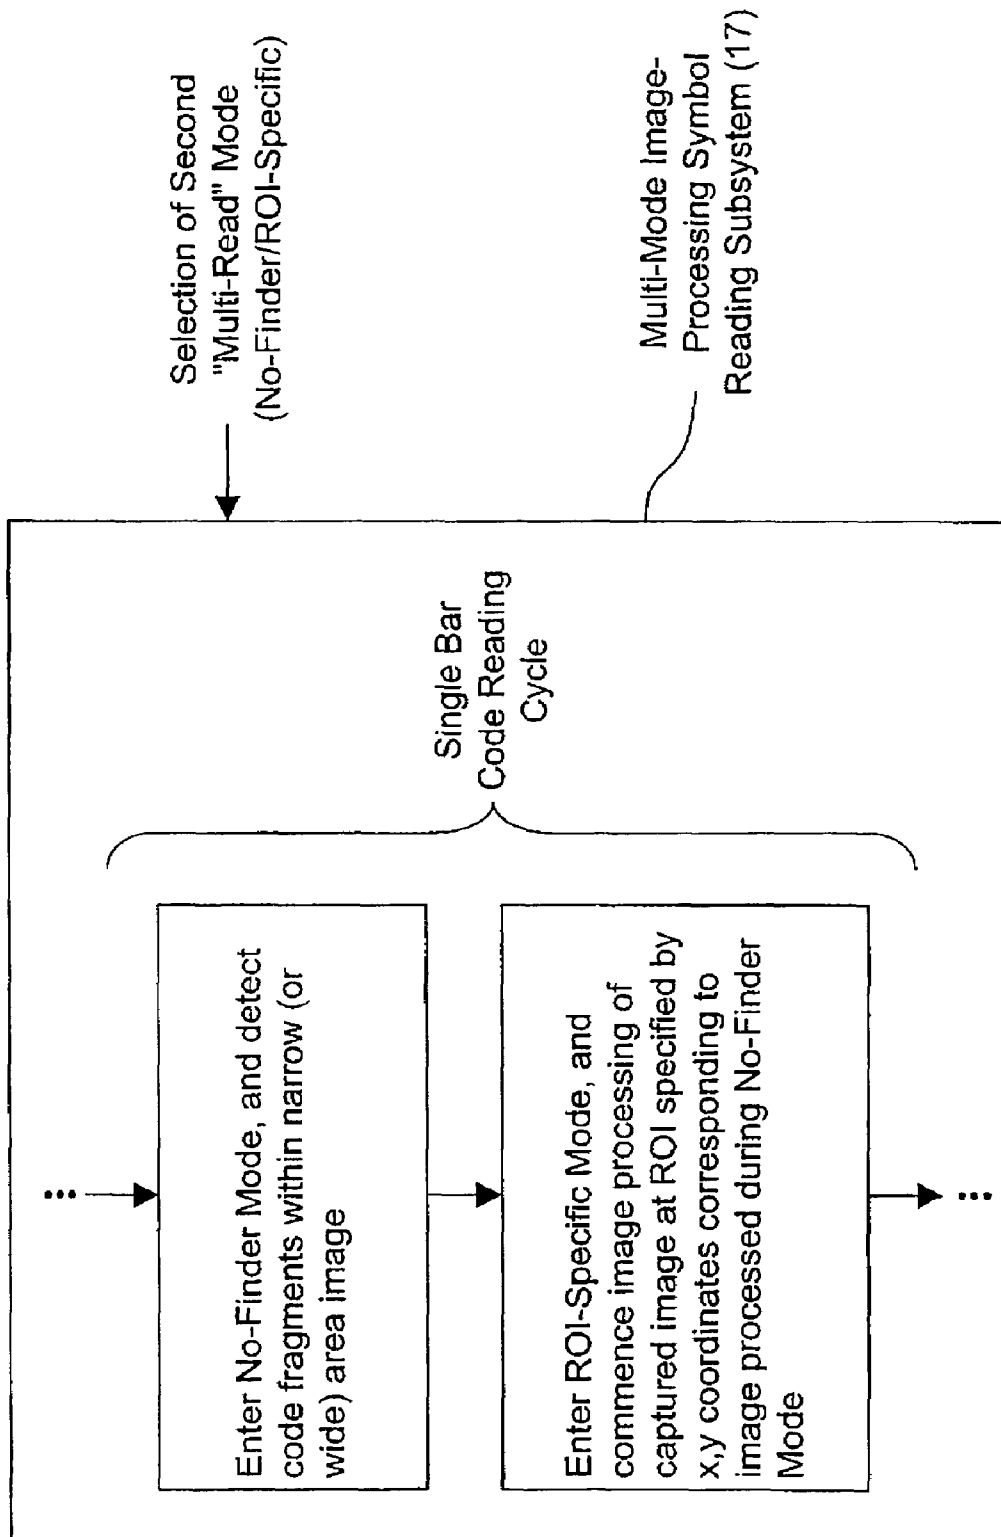 Selection of Second
"Multi-Read" Mode
(No-Finder/ROI-Specific)
Multi-Mode Image-
Processing Symbol
Reading Subsystem (17)
Single Bar
Code Reading
Cycle
...
Enter No-Finder Mode, and detect
code fragments within narrow (or
wide) area image
Enter ROI-Specific Mode, and
commence image processing of
captured image at ROI specified by
x,y coordinates corresponding to
image processed during No-Finder
Mode
...